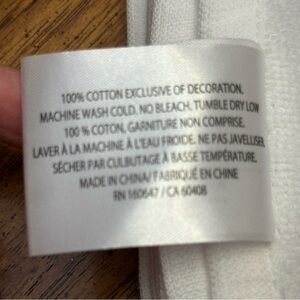 100% COTTON EXCLUSIVE OF DECORATION.
MACHINE WASH COLD. NO BLEACH. TUMBLE DRY LOW
100 % COTON, GARNITURE NON COMPRISE.
LAVER À LA MACHINE À L'EAU FROIDE. NE PAS JAVELLISER.
SÉCHER PAR CULBUTAGE À BASSE TEMPÉRATURE.
MADE IN CHINA/ FABRIQUÉ EN CHINE
RN 160647 / CA 60408